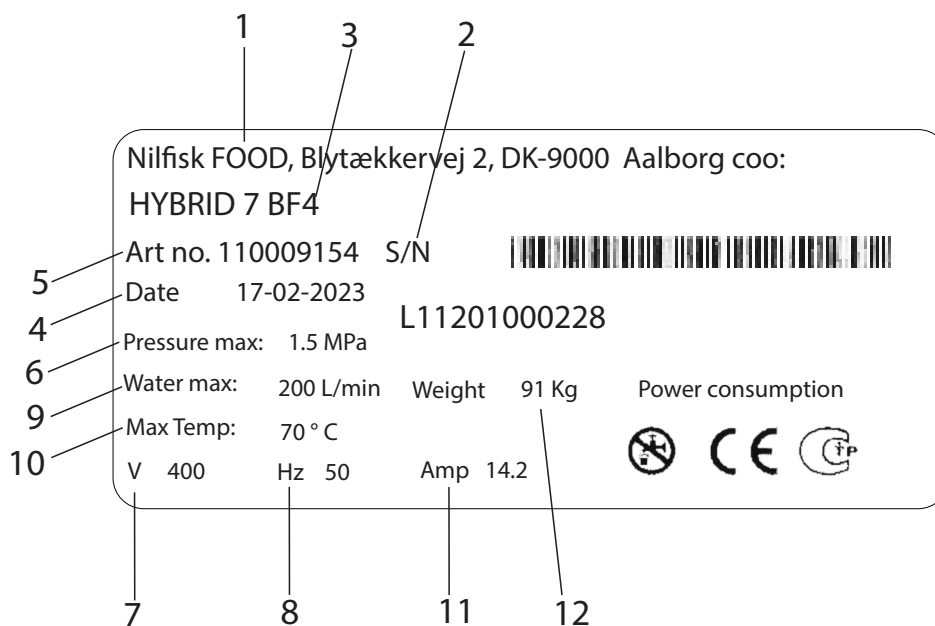 1 3 2
Nilfisk FOOD, Blytækkervej 2, DK-9000 Aalborg coo:
HYBRID 7 BF4
5 Art no. 110009154 S/N
4 Date 17-02-2023
L11201000228
6 Pressure max: 1.5 MPa
9 Water max: 200 L/min Weight 91 Kg Power consumption
10 Max Temp: 70 ° C
V 400 Hz 50 Amp 14.2
CE
C TP
7 8 11 12